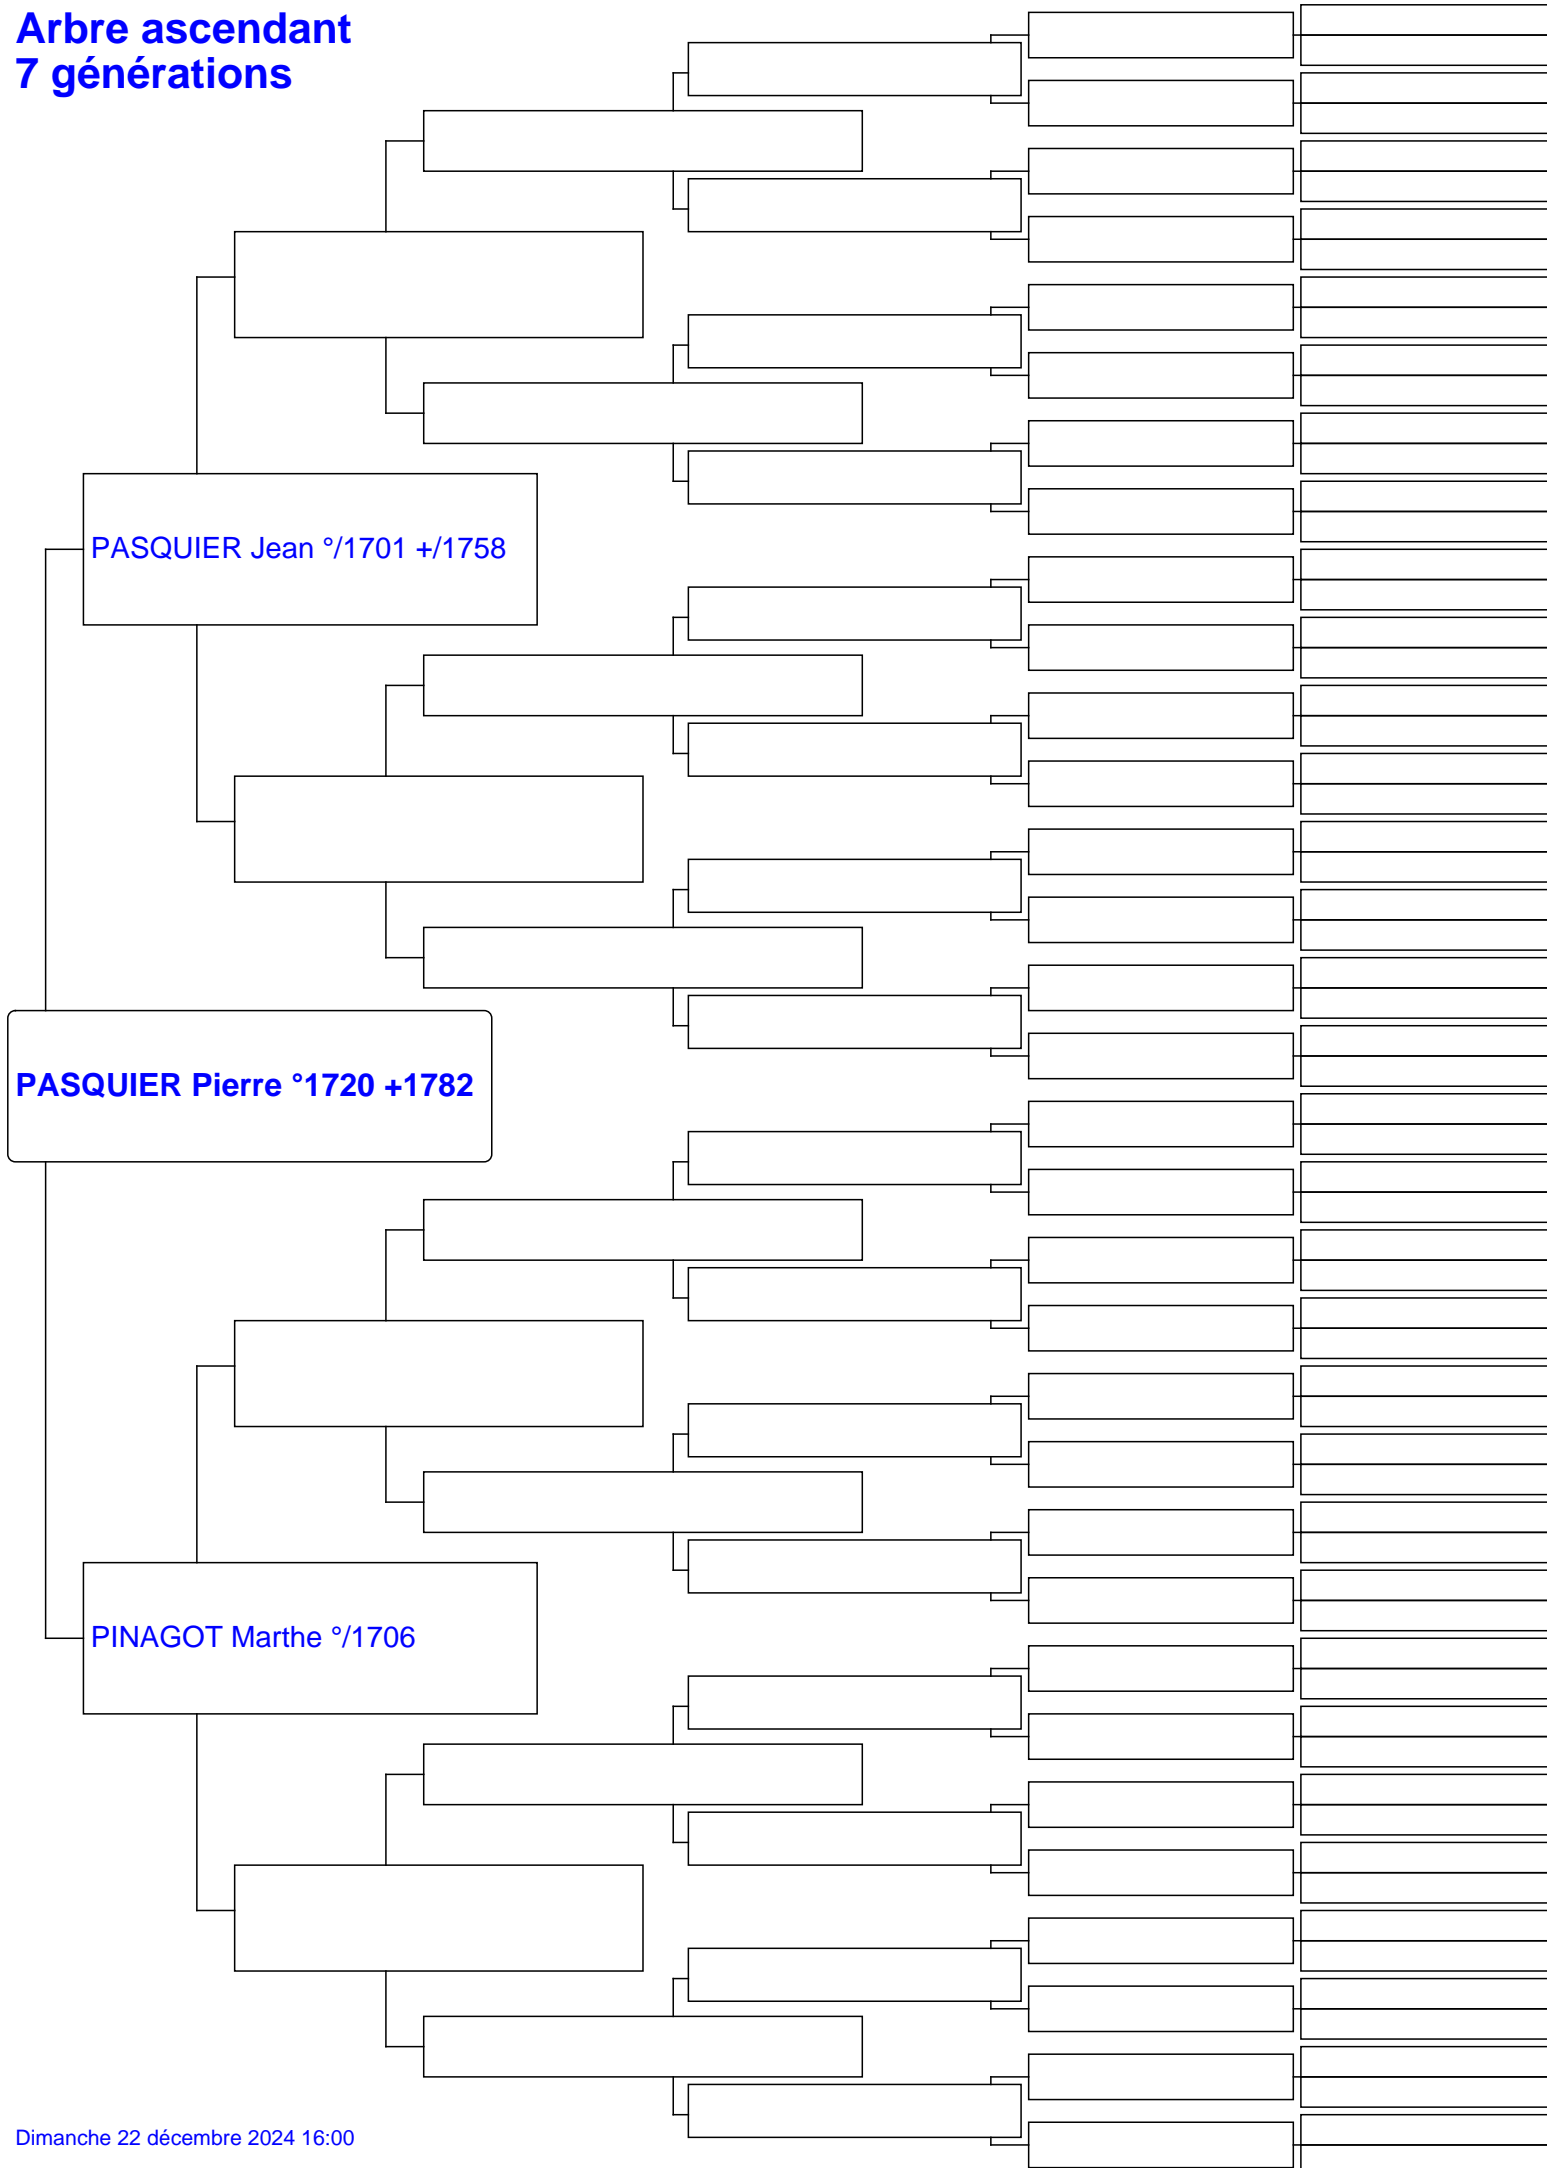 Arbre ascendant
7 générations
PASQUIER Jean °/1701 +/1758
PASQUIER Pierre °1720 +1782
PINAGOT Marthe °/1706
Dimanche 22 décembre 2024 16:00